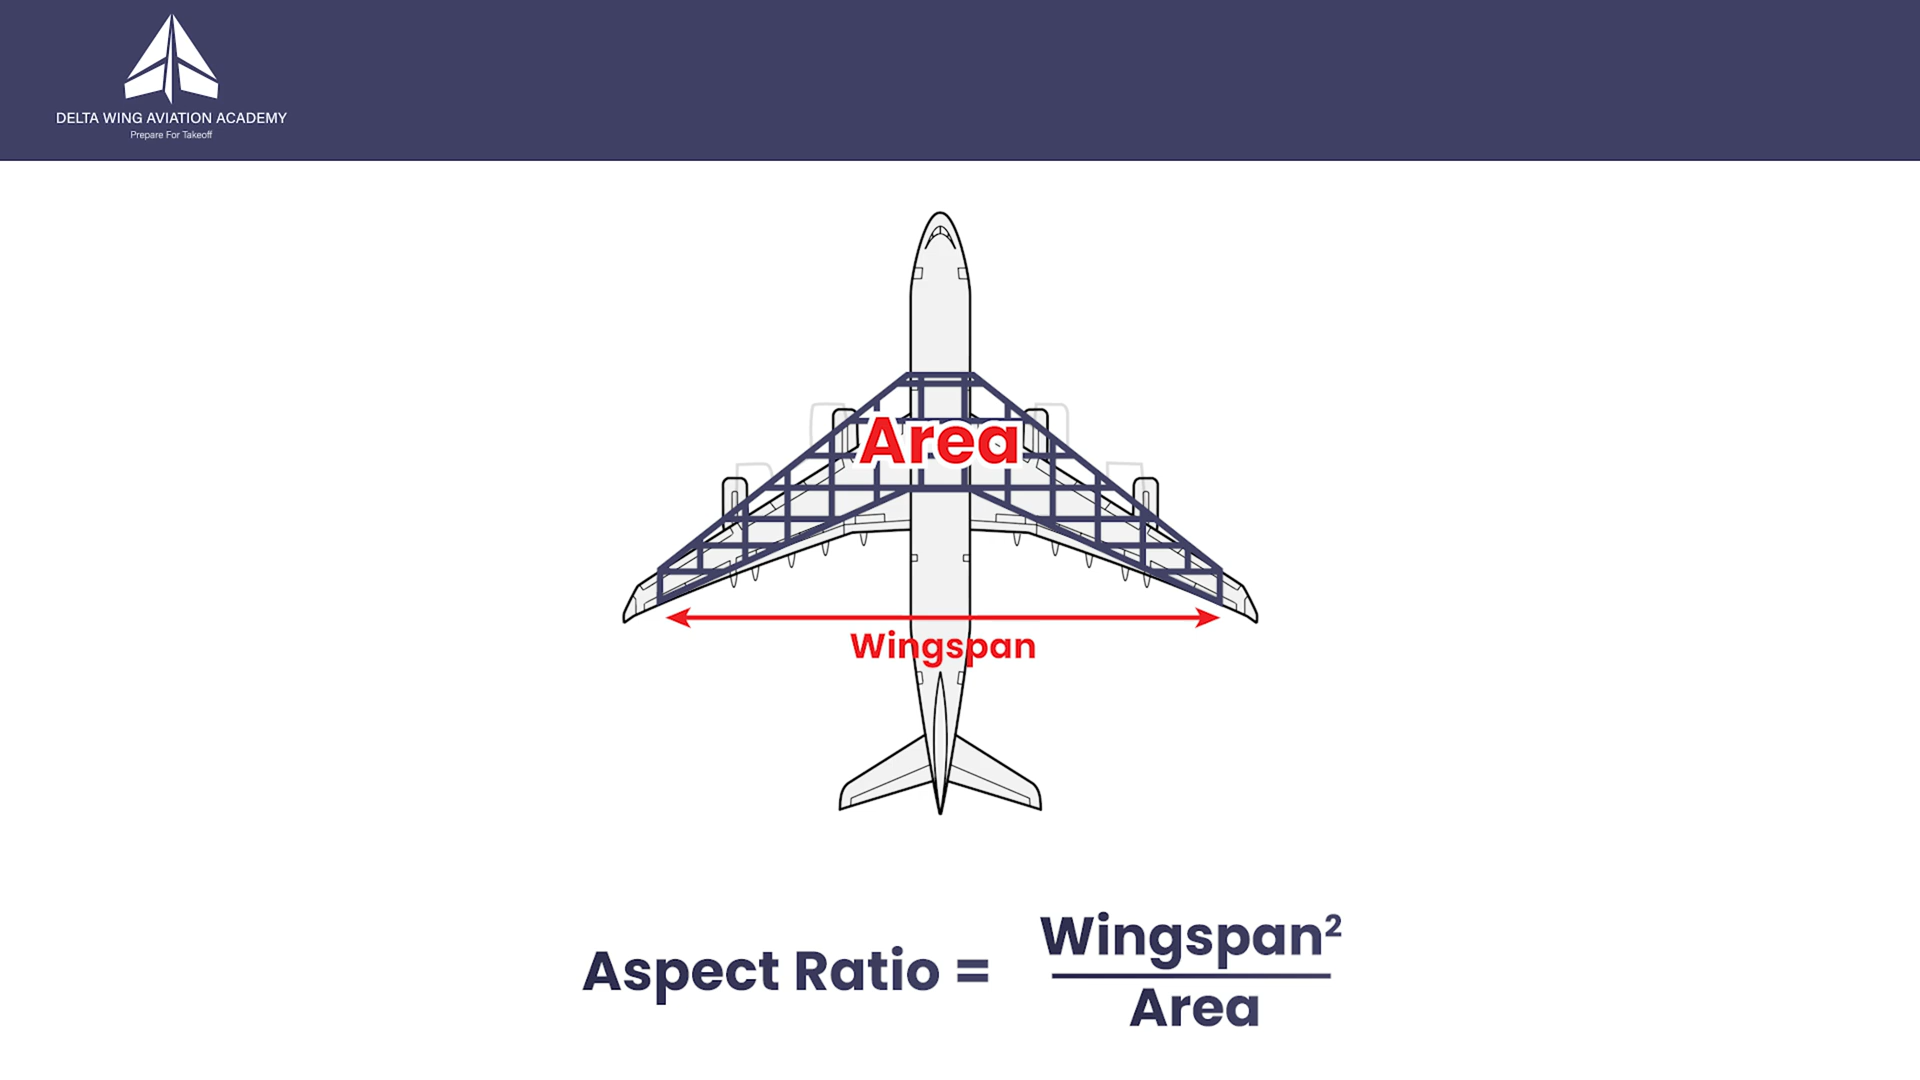 DELTA WING AVIATION ACADEMY
Prepare For Takeoff
Area
Wingspan
Aspect Ratio = Wingspan²
Area